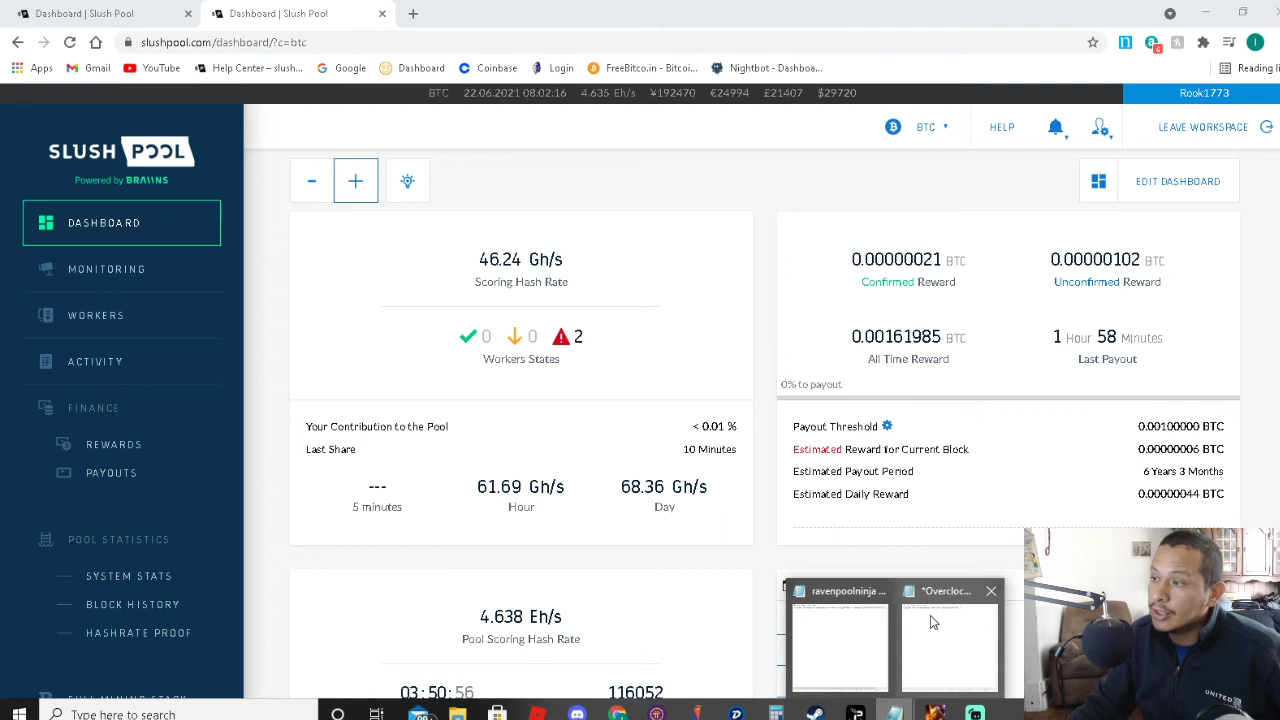 Dashboard | Slush Pool
Dashboard | Slush Pool
slushpool.com/dashboard/?c=btc
6
I
Apps
Gmail
YouTube
Help Center – slush...
Google
Dashboard
Coinbase
Login
FreeBitco.in - Bitcoi...
Nightbot - Dashboa...
Reading li
BTC 22.06.2021 08:02:16 4.635 Eh/s ¥192470 €24994 £21407 $29720
Rook1773
SLUSH POOL
Powered by BRAIINS
BTC
HELP
LEAVE WORKSPACE
EDIT DASHBOARD
DASHBOARD
MONITORING
WORKERS
ACTIVITY
FINANCE
REWARDS
PAYOUTS
POOL STATISTICS
SYSTEM STATS
BLOCK HISTORY
HASHRATE PROOF
FULL MINING STACK
46.24 Gh/s
Scoring Hash Rate
0 0 2
Workers States
Your Contribution to the Pool < 0.01 %
Last Share 10 Minutes
--- 61.69 Gh/s 68.36 Gh/s
5 minutes Hour Day
0.00000021 BTC 0.00000102 BTC
Confirmed Reward Unconfirmed Reward
0.00161985 BTC 1 Hour 58 Minutes
All Time Reward Last Payout
0% to payout
Payout Threshold 0.00100000 BTC
Estimated Reward for Current Block 0.00000006 BTC
Estimated Payout Period 6 Years 3 Months
Estimated Daily Reward 0.00000044 BTC
4.638 Eh/s
Pool Scoring Hash Rate
03:50:56 116052
ravenpoolninja ...
*Overcloc...
UNITED
Type here to search